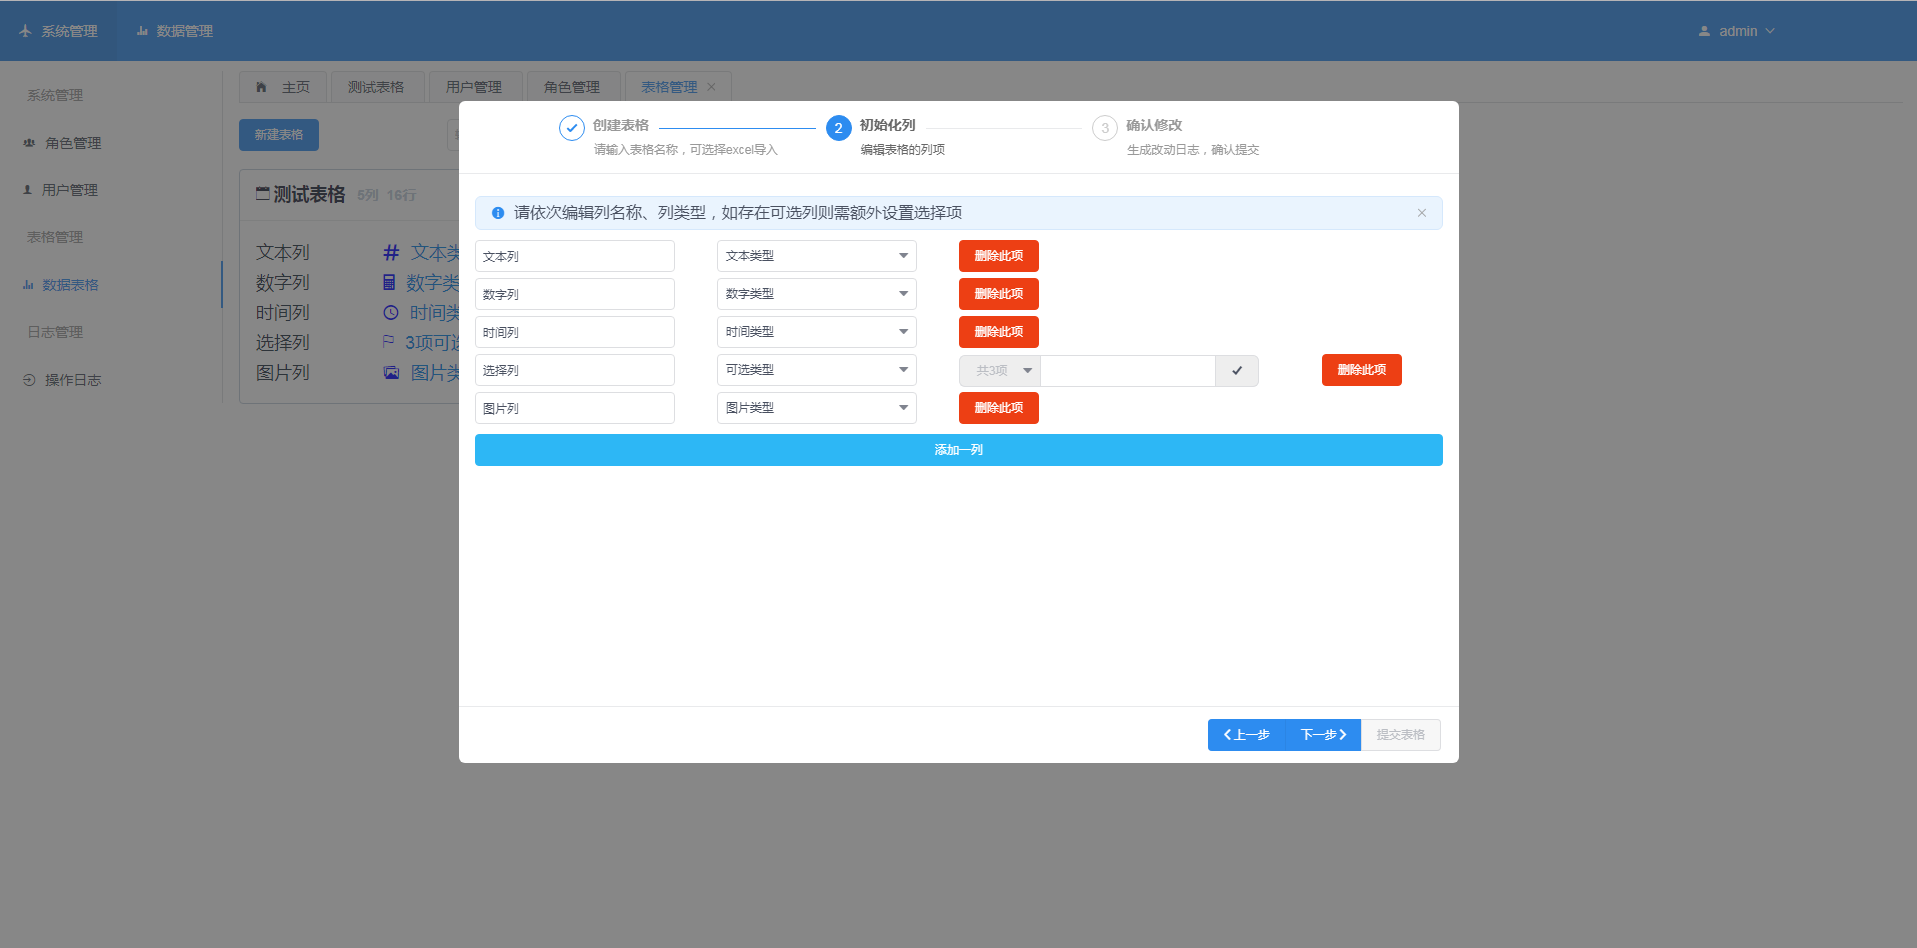 系统管理
数据管理
admin
系统管理
角色管理
用户管理
表格管理
数据表格
日志管理
操作日志
主页
测试表格
用户管理
角色管理
表格管理
新建表格
测试表格 5列 16行
文本列 文本类
数字列 数字类
时间列 时间类
选择列 3项可选
图片列 图片类
创建表格
请输入表格名称，可选择excel导入
2 初始化列
编辑表格的列项
3 确认修改
生成改动日志，确认提交
请依次编辑列名称、列类型，如存在可选列则需额外设置选择项
文本列 文本类型 删除此项
数字列 数字类型 删除此项
时间列 时间类型 删除此项
选择列 可选类型 共3项 删除此项
图片列 图片类型 删除此项
添加一列
上一步 下一步 提交表格